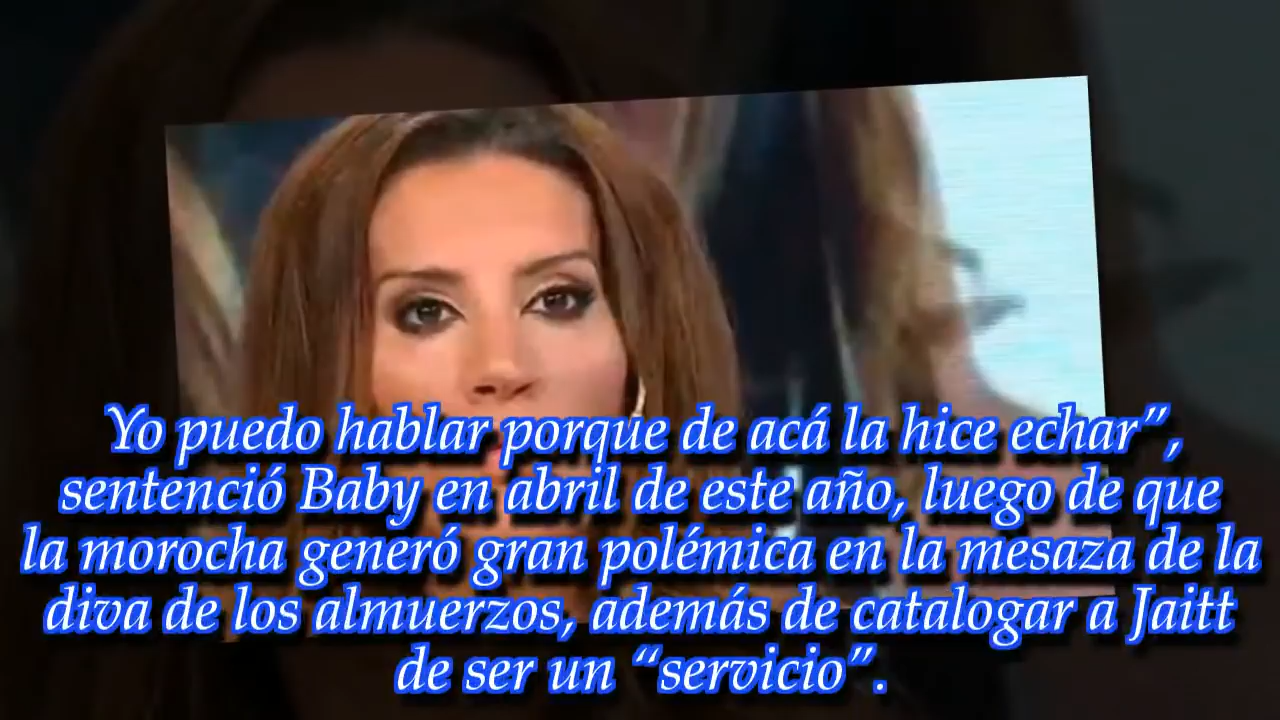 Yo puedo hablar porque de acá la hice echar”,
sentenció Baby en abril de este año, luego de que
la morocha generó gran polémica en la mesaza de la
diva de los almuerzos, además de catalogar a Jaitt
de ser un “servicio”.